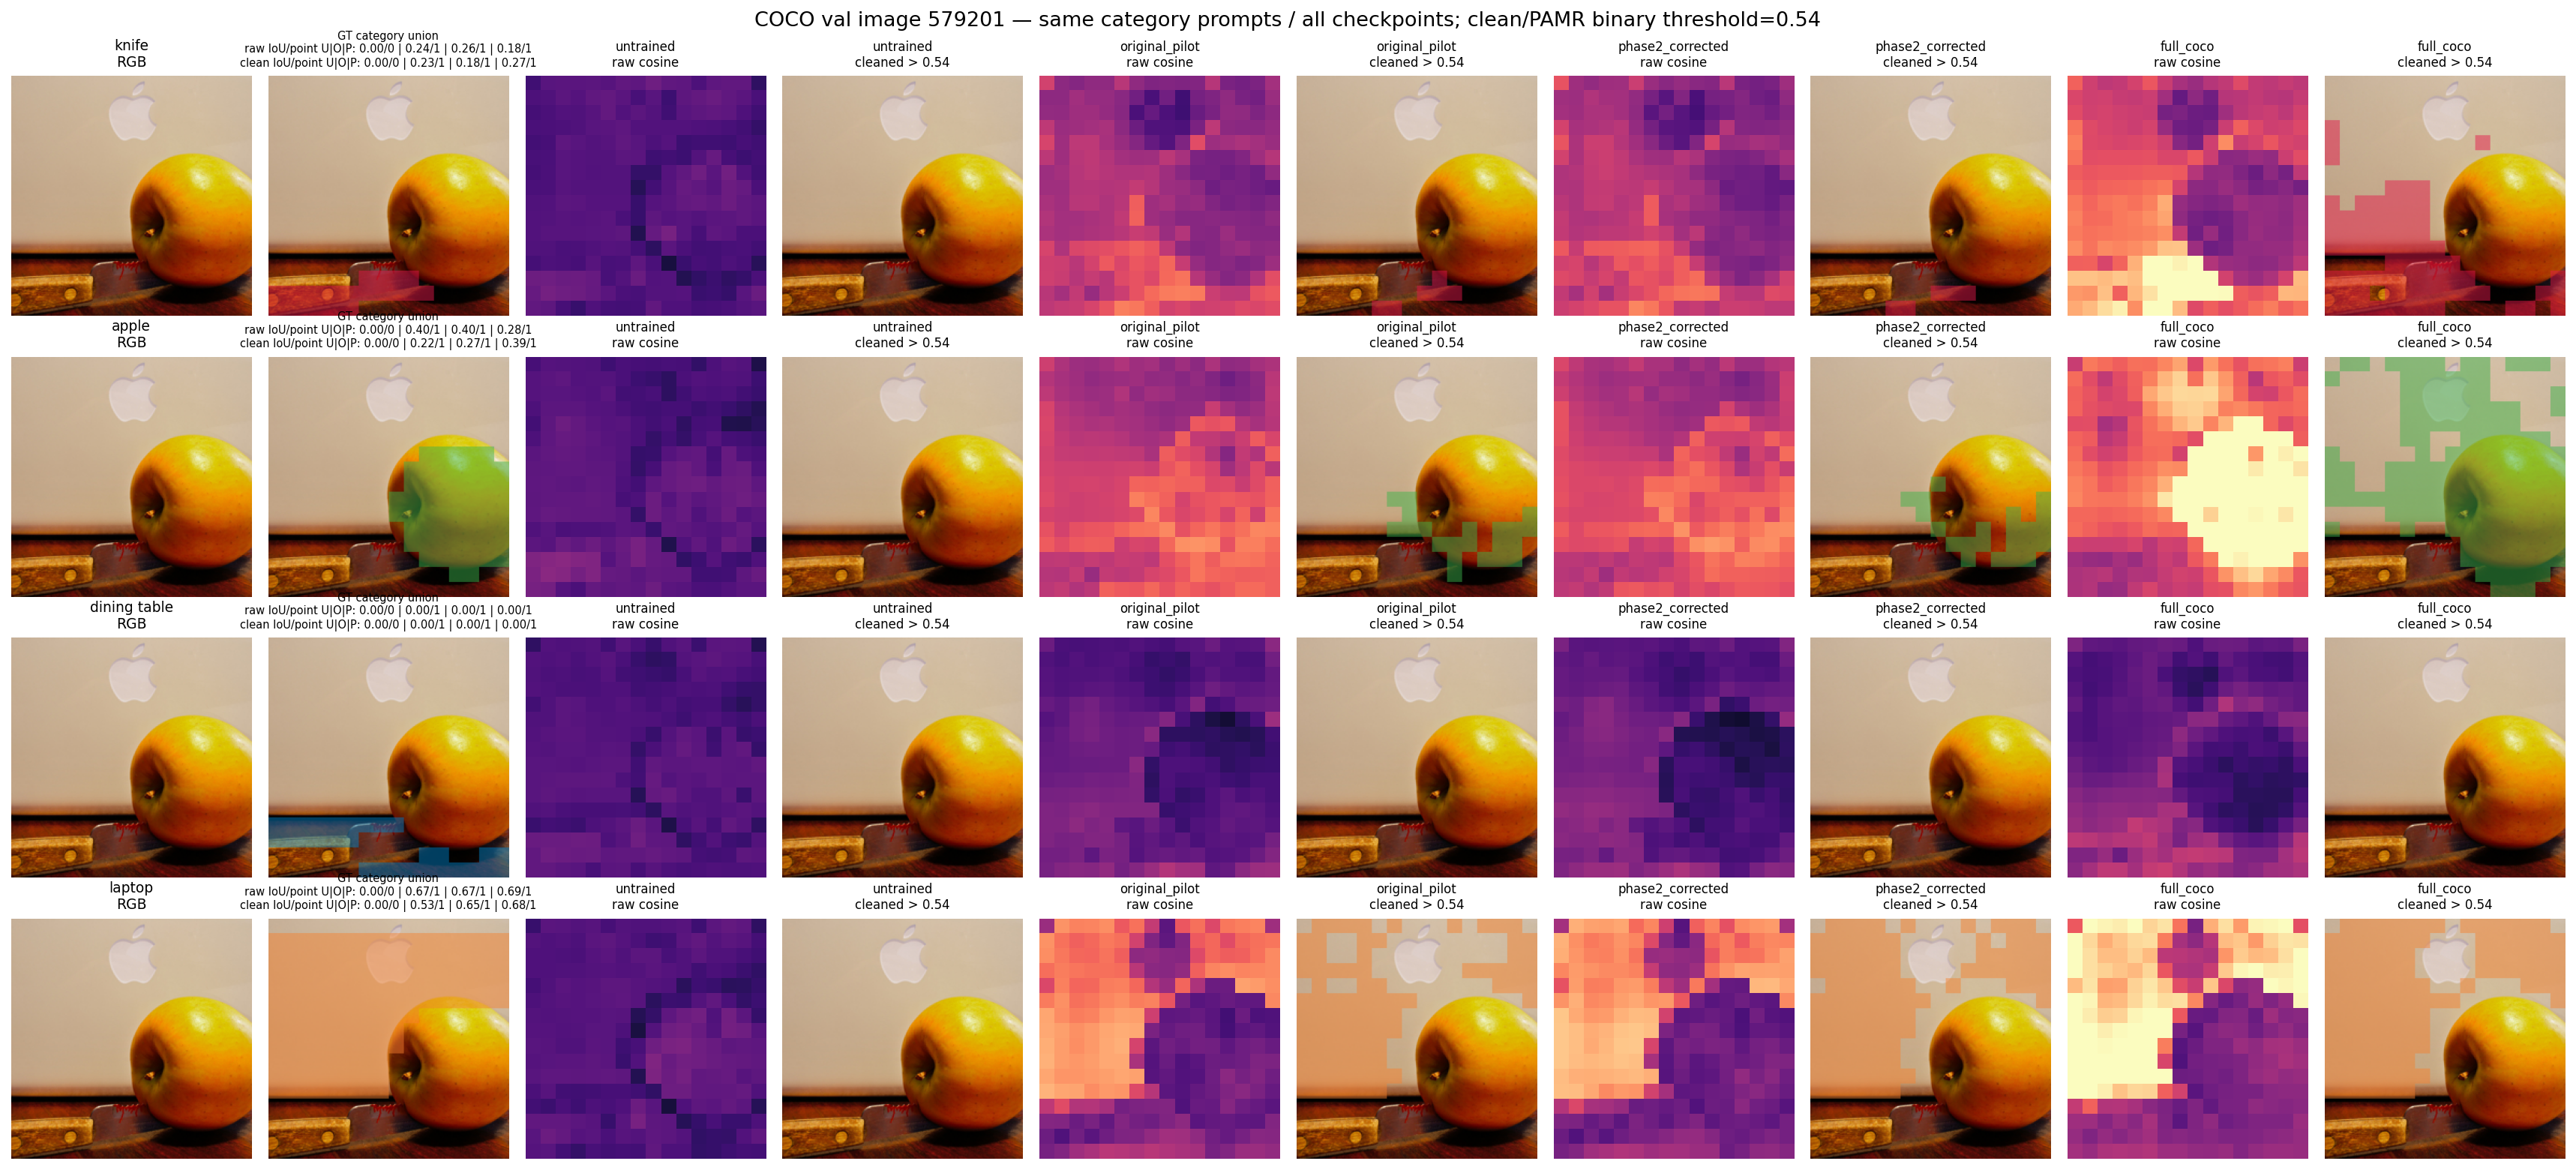 COCO val image 579201 — same category prompts / all checkpoints; clean/PAMR binary threshold=0.54
knife
RGB
GT category union
raw IoU/point U|O|P: 0.00/0 | 0.24/1 | 0.26/1 | 0.18/1
clean IoU/point U|O|P: 0.00/0 | 0.23/1 | 0.18/1 | 0.27/1
untrained
raw cosine
untrained
cleaned > 0.54
original_pilot
raw cosine
original_pilot
cleaned > 0.54
phase2_corrected
raw cosine
phase2_corrected
cleaned > 0.54
full_coco
raw cosine
full_coco
cleaned > 0.54
apple
RGB
GT category union
raw IoU/point U|O|P: 0.00/0 | 0.40/1 | 0.40/1 | 0.28/1
clean IoU/point U|O|P: 0.00/0 | 0.22/1 | 0.27/1 | 0.39/1
untrained
raw cosine
untrained
cleaned > 0.54
original_pilot
raw cosine
original_pilot
cleaned > 0.54
phase2_corrected
raw cosine
phase2_corrected
cleaned > 0.54
full_coco
raw cosine
full_coco
cleaned > 0.54
dining table
RGB
GT category union
raw IoU/point U|O|P: 0.00/0 | 0.00/1 | 0.00/1 | 0.00/1
clean IoU/point U|O|P: 0.00/0 | 0.00/1 | 0.00/1 | 0.00/1
untrained
raw cosine
untrained
cleaned > 0.54
original_pilot
raw cosine
original_pilot
cleaned > 0.54
phase2_corrected
raw cosine
phase2_corrected
cleaned > 0.54
full_coco
raw cosine
full_coco
cleaned > 0.54
laptop
RGB
GT category union
raw IoU/point U|O|P: 0.00/0 | 0.67/1 | 0.67/1 | 0.69/1
clean IoU/point U|O|P: 0.00/0 | 0.53/1 | 0.65/1 | 0.68/1
untrained
raw cosine
untrained
cleaned > 0.54
original_pilot
raw cosine
original_pilot
cleaned > 0.54
phase2_corrected
raw cosine
phase2_corrected
cleaned > 0.54
full_coco
raw cosine
full_coco
cleaned > 0.54